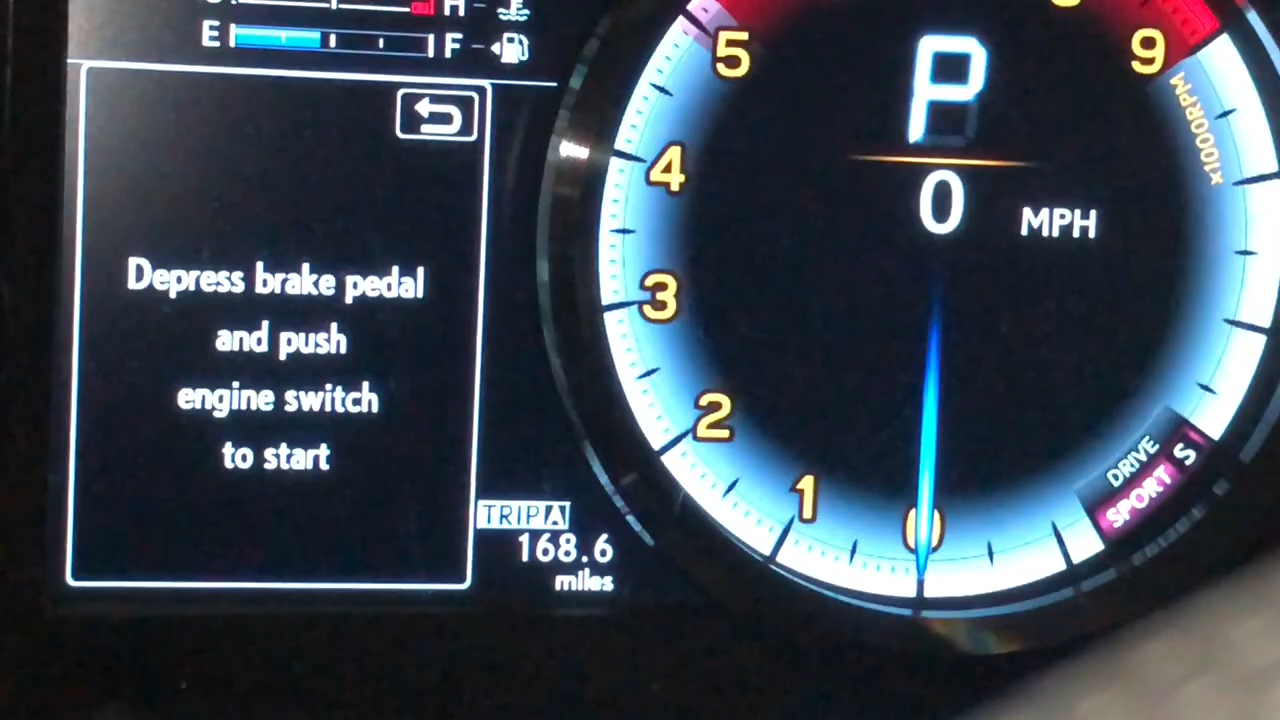 H
E F
Depress brake pedal
and push
engine switch
to start
TRIP A
168.6
miles
P
0 MPH
5
4
3
2
1
0
9
x1000RPM
DRIVE
SPORT S